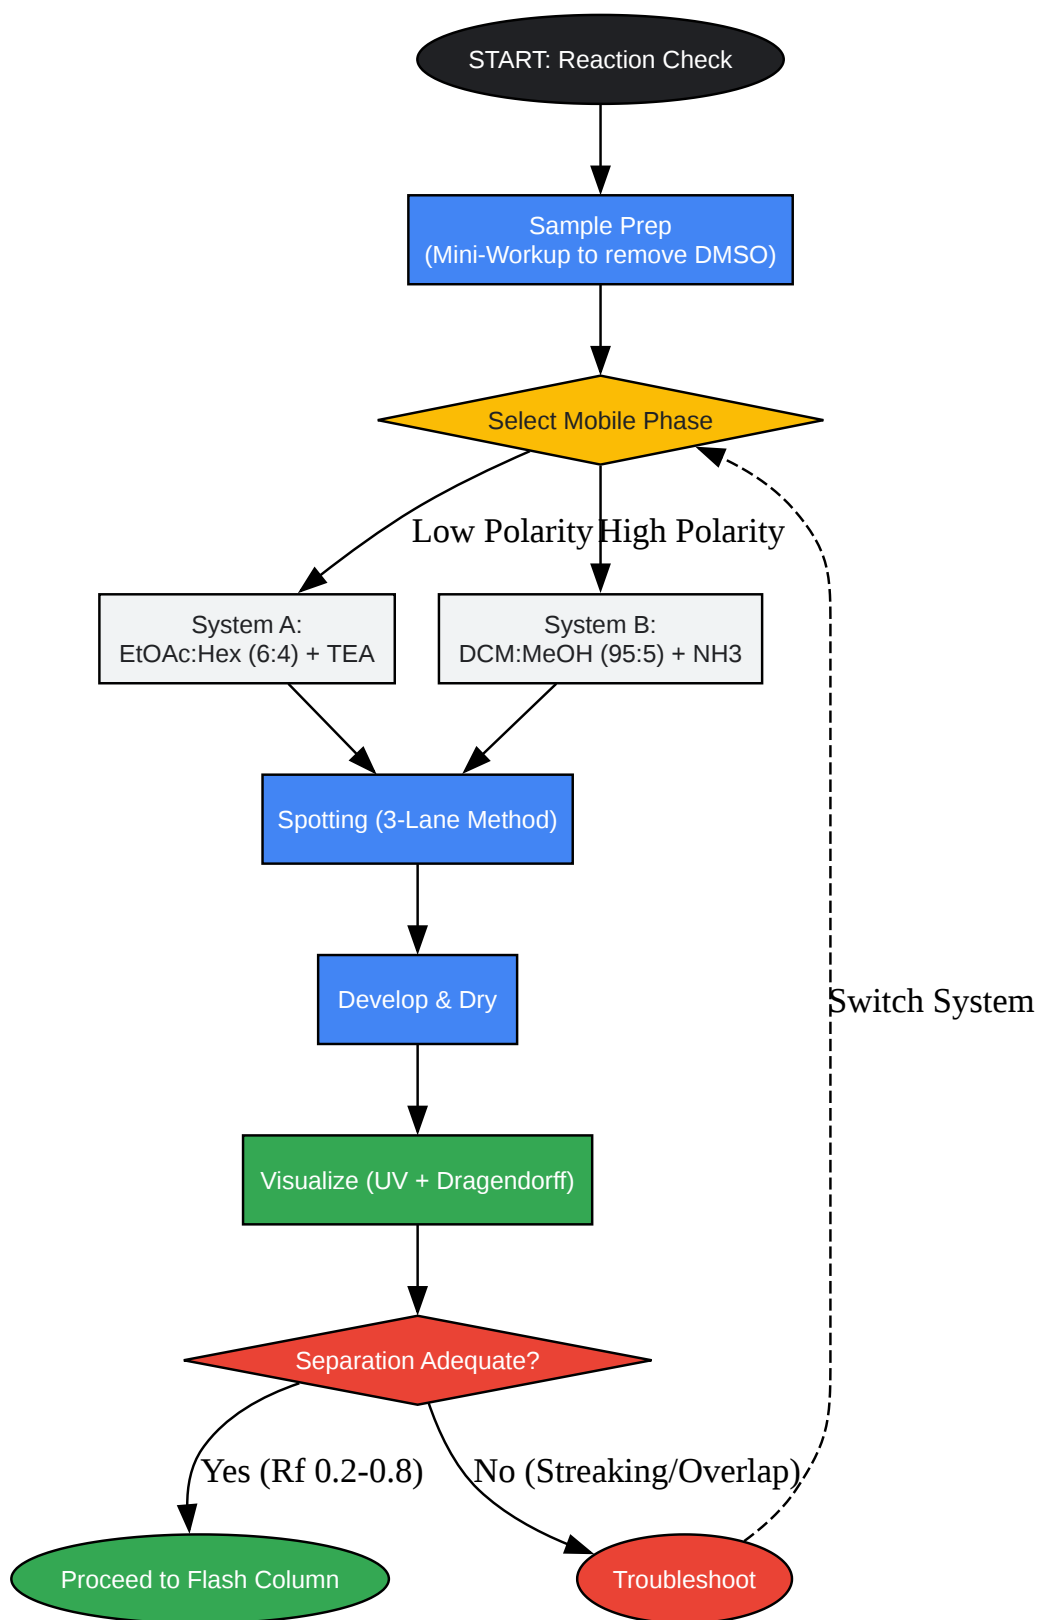 START: Reaction Check
Sample Prep
(Mini-Workup to remove DMSO)
Select Mobile Phase
Low Polarity
High Polarity
System A:
EtOAc:Hex (6:4) + TEA
System B:
DCM:MeOH (95:5) + NH3
Spotting (3-Lane Method)
Develop & Dry
Switch System
Visualize (UV + Dragendorff)
Separation Adequate?
Yes (Rf 0.2-0.8)
No (Streaking/Overlap)
Proceed to Flash Column
Troubleshoot